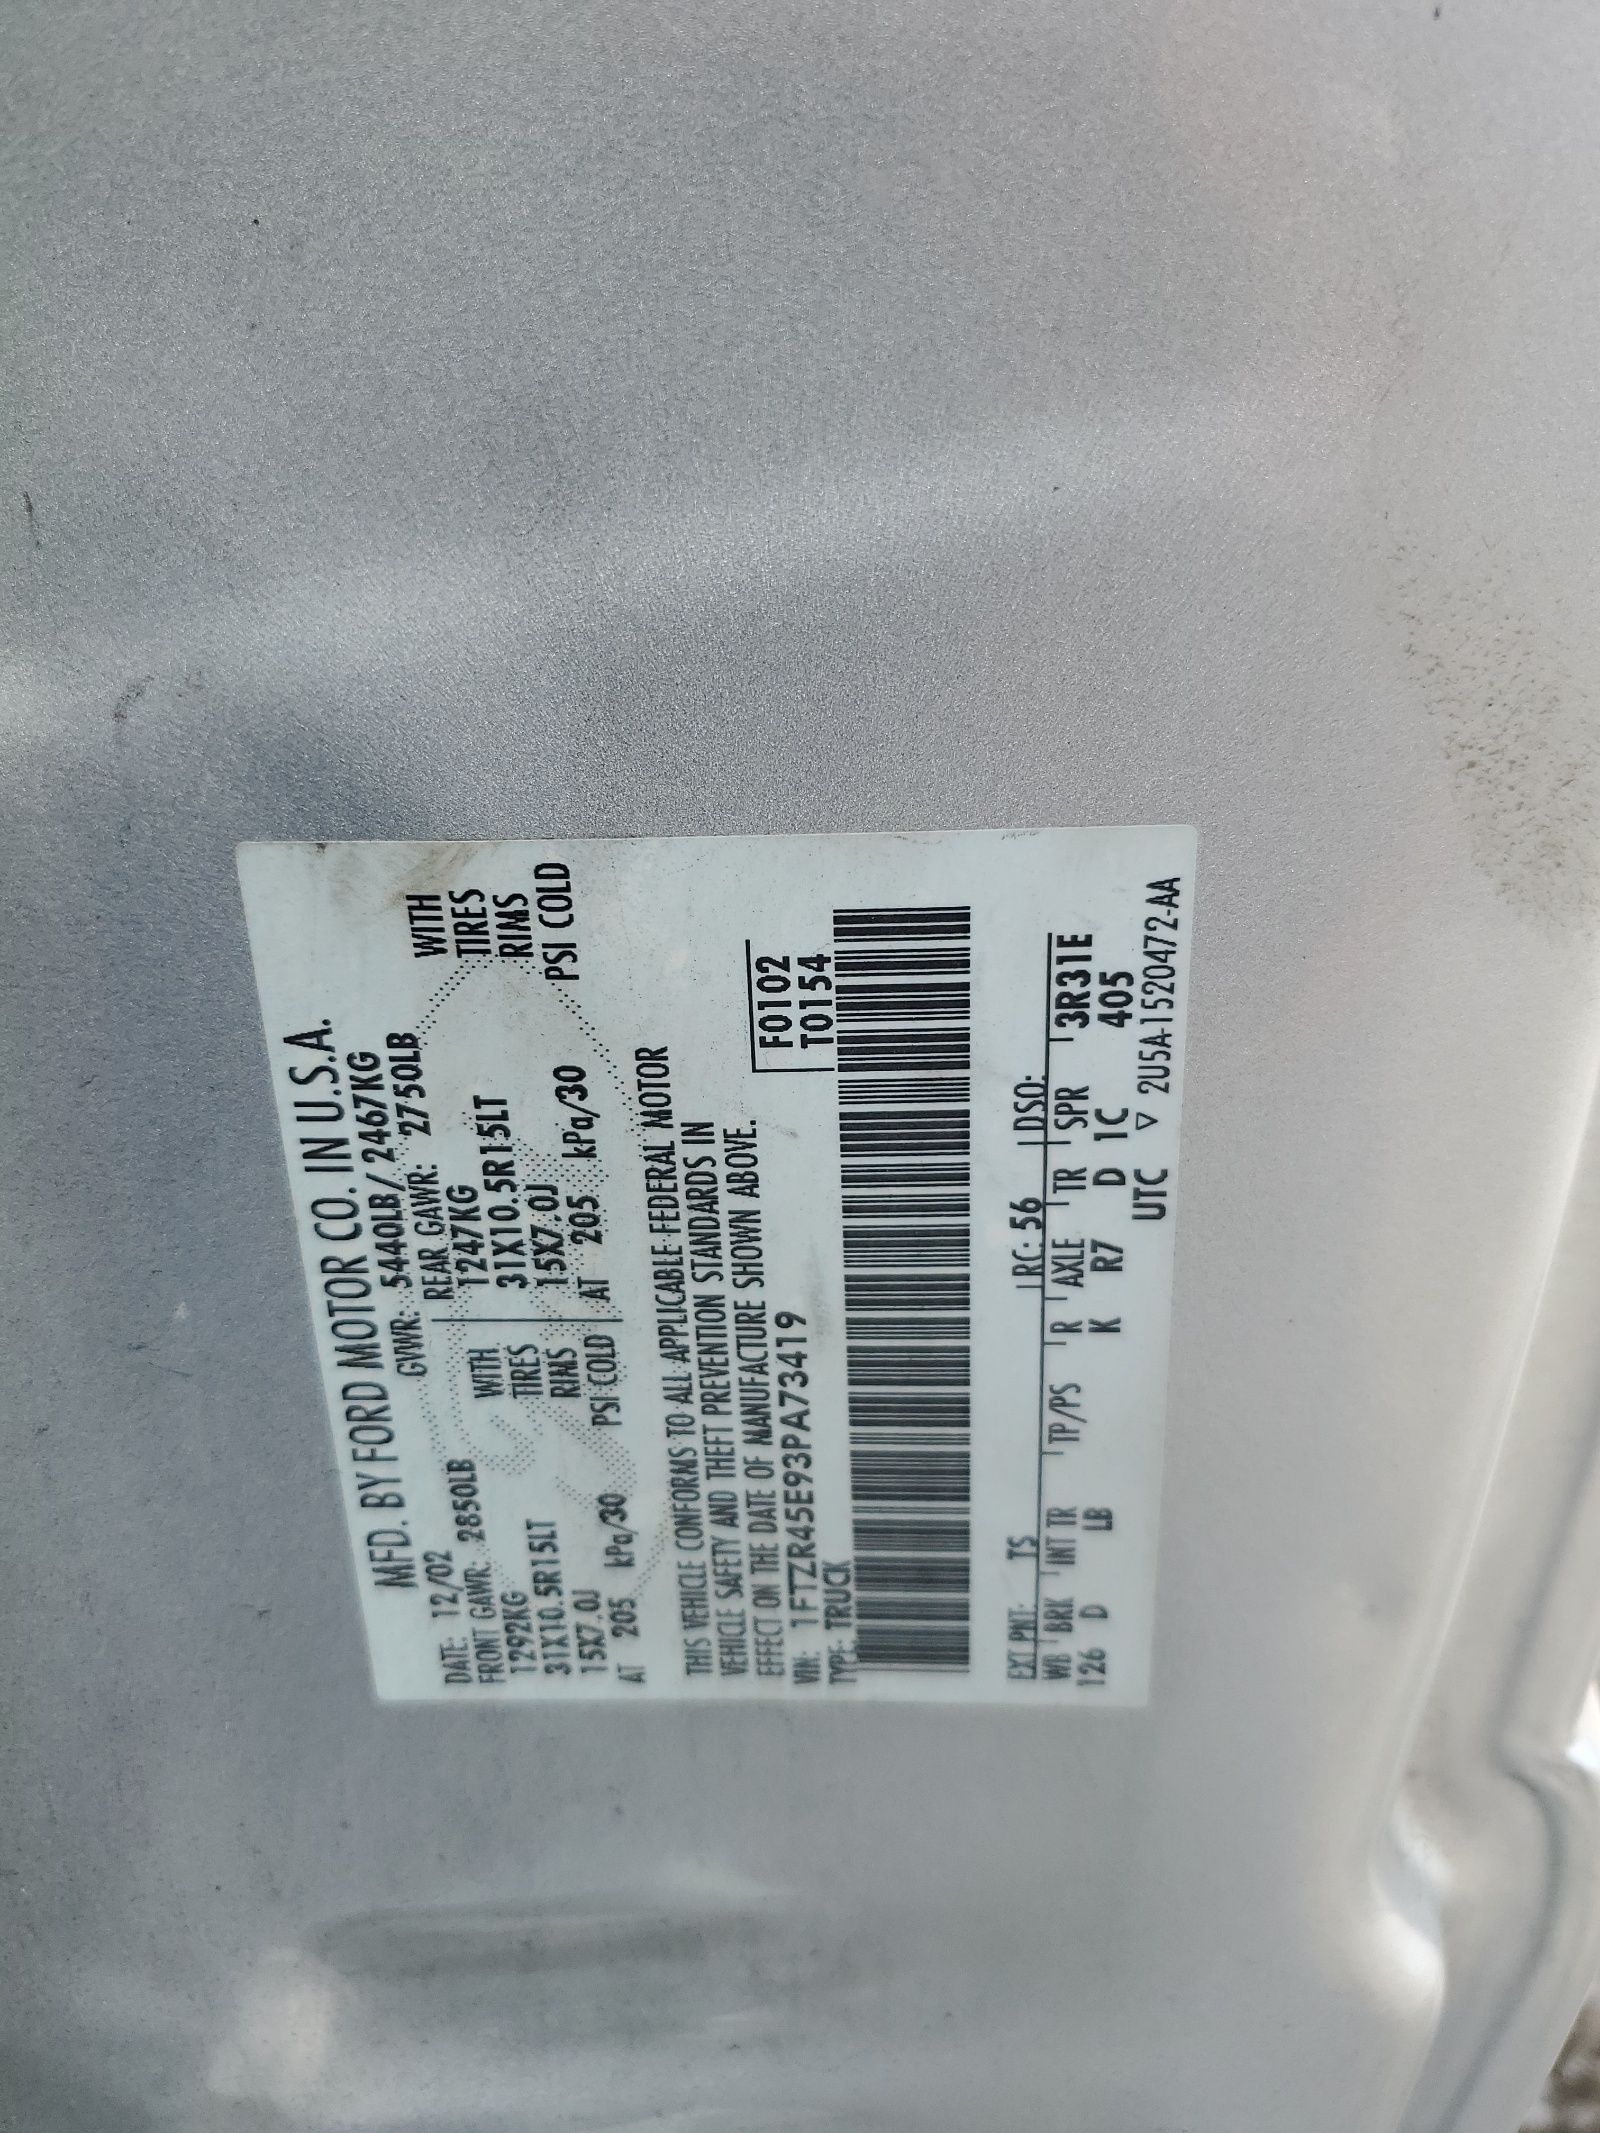 MFD. BY FORD MOTOR CO. IN U.S.A.
DATE: 12/02 GVWR: 5440LB / 2467KG
FRONT GAWR: 2850LB REAR GAWR: 2750LB
1292KG WITH 1247KG WITH
31X10.5R15LT TIRES 31X10.5R15LT TIRES
15X7.0J RIMS 15X7.0J RIMS
AT 205 kPa/30 PSI COLD AT 205 kPa/30 PSI COLD
THIS VEHICLE CONFORMS TO ALL APPLICABLE FEDERAL MOTOR
VEHICLE SAFETY AND THEFT PREVENTION STANDARDS IN
EFFECT ON THE DATE OF MANUFACTURE SHOWN ABOVE.
VIN: 1FTZR45E93PA73419 F0102
TYPE: TRUCK T0154
EXT PNT: TS RC: 56 DSO:
WB BRK INT TR TP/PS R AXLE TR SPR 3R31E
126 D LB K R7 D 1C 405
UTC ▽ 2U5A-1520472-AA